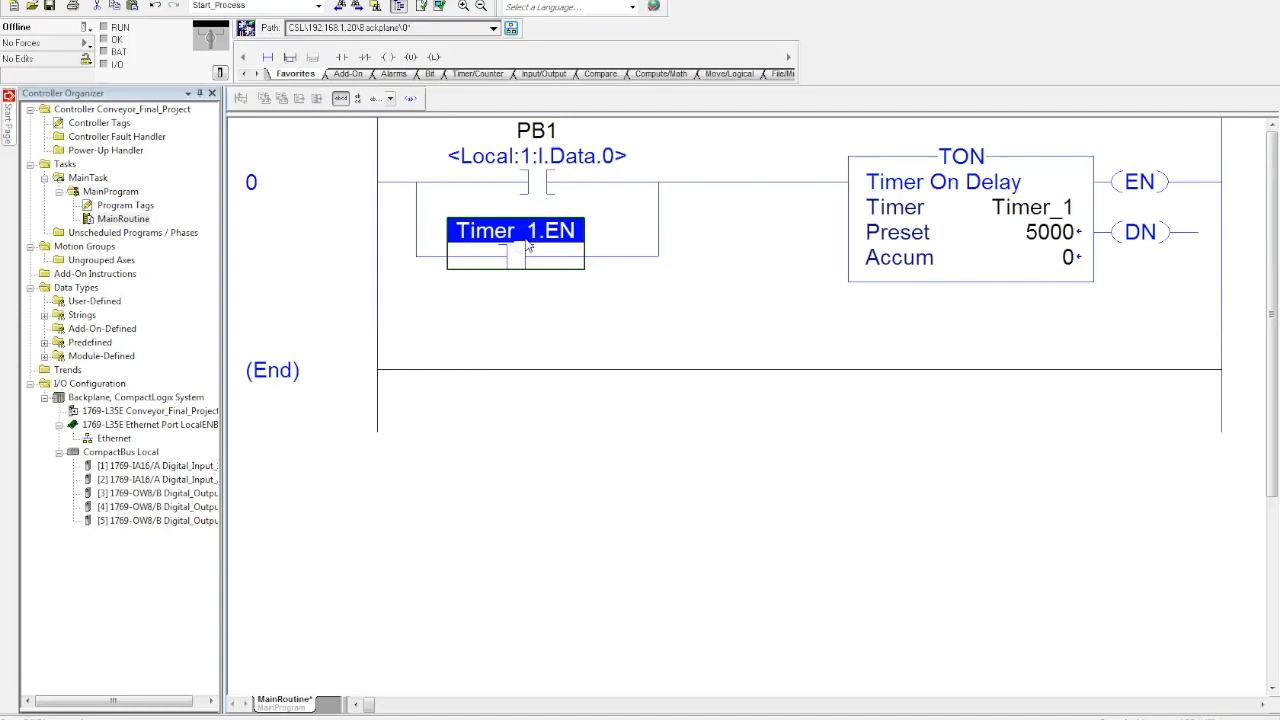 Start_Process
Select a Language...
Offline
RUN
No Forces
OK
No Edits
BAT
I/O
Path: CSL\192.168.1.20\Backplane\0*
Favorites Add-On Alarms Bit Timer/Counter Input/Output Compare Compute/Math Move/Logical File/Mi
Start Page
Controller Organizer
Controller Conveyor_Final_Project
Controller Tags
Controller Fault Handler
Power-Up Handler
Tasks
MainTask
MainProgram
Program Tags
MainRoutine
Unscheduled Programs / Phases
Motion Groups
Ungrouped Axes
Add-On Instructions
Data Types
User-Defined
Strings
Add-On-Defined
Predefined
Module-Defined
Trends
I/O Configuration
Backplane, CompactLogix System
1769-L35E Conveyor_Final_Project
1769-L35E Ethernet Port LocalENB
Ethernet
CompactBus Local
[1] 1769-IA16/A Digital_Input_
[2] 1769-IA16/A Digital_Input_
[3] 1769-OW8/B Digital_Outpu
[4] 1769-OW8/B Digital_Outpu
[5] 1769-OW8/B Digital_Outpu
PB1
<Local:1:I.Data.0>
0
Timer_1.EN
TON
Timer On Delay
Timer Timer_1
Preset 5000
Accum 0
EN
DN
(End)
MainRoutine*
MainProgram